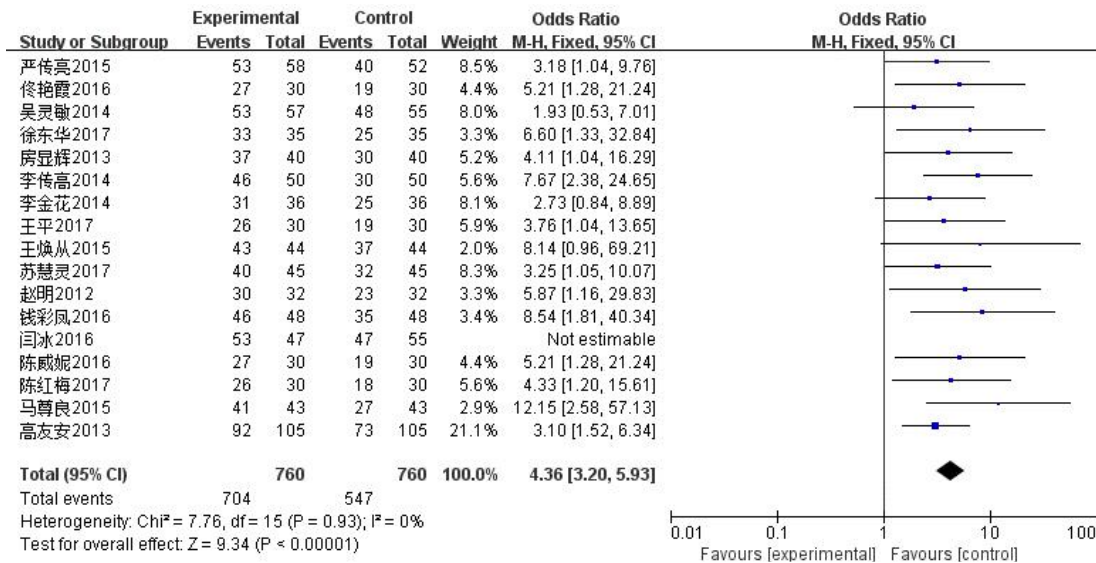 Experimental Control Odds Ratio Odds Ratio
Study or Subgroup Events Total Events Total Weight M-H, Fixed, 95% CI M-H, Fixed, 95% CI
严传亮2015 53 58 40 52 8.5% 3.18 [1.04, 9.76]
佟艳霞2016 27 30 19 30 4.4% 5.21 [1.28, 21.24]
吴灵敏2014 53 57 48 55 8.0% 1.93 [0.53, 7.01]
徐东华2017 33 35 25 35 3.3% 6.60 [1.33, 32.84]
房显辉2013 37 40 30 40 5.2% 4.11 [1.04, 16.29]
李传高2014 46 50 30 50 5.6% 7.67 [2.38, 24.65]
李金花2014 31 36 25 36 8.1% 2.73 [0.84, 8.89]
王平2017 26 30 19 30 5.9% 3.76 [1.04, 13.65]
王焕从2015 43 44 37 44 2.0% 8.14 [0.96, 69.21]
苏慧灵2017 40 45 32 45 8.3% 3.25 [1.05, 10.07]
赵明2012 30 32 23 32 3.3% 5.87 [1.16, 29.83]
钱彩凤2016 46 48 35 48 3.4% 8.54 [1.81, 40.34]
闫冰2016 53 47 47 55 Not estimable
陈威妮2016 27 30 19 30 4.4% 5.21 [1.28, 21.24]
陈红梅2017 26 30 18 30 5.6% 4.33 [1.20, 15.61]
马尊良2015 41 43 27 43 2.9% 12.15 [2.58, 57.13]
高友安2013 92 105 73 105 21.1% 3.10 [1.52, 6.34]
Total (95% CI) 760 760 100.0% 4.36 [3.20, 5.93]
Total events 704 547
Heterogeneity: Chi² = 7.76, df = 15 (P = 0.93); I² = 0%
Test for overall effect: Z = 9.34 (P < 0.00001)
0.01 0.1 1 10 100
Favours [experimental] Favours [control]